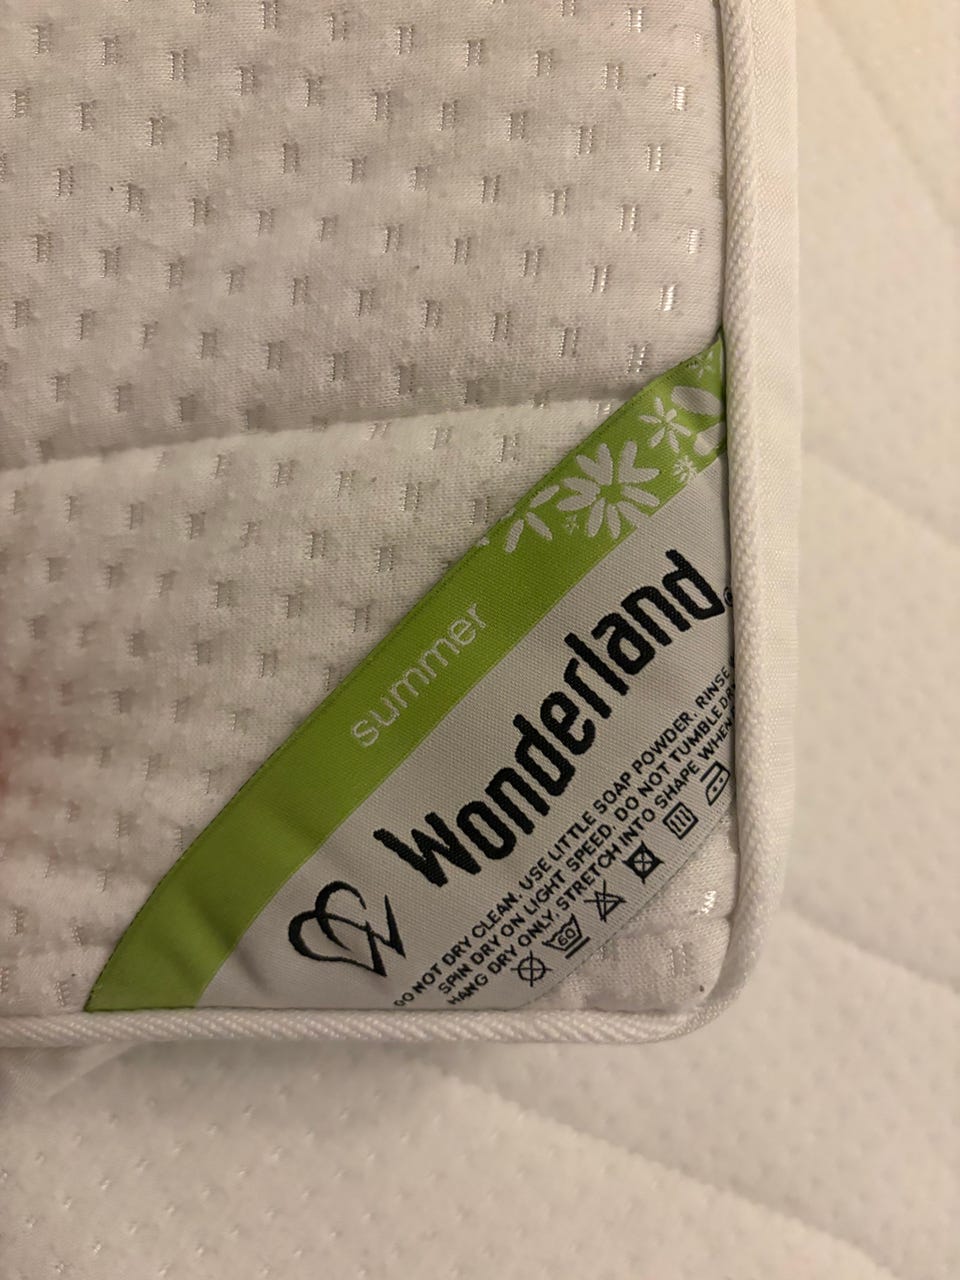 summer
Wonderland
DO NOT DRY CLEAN. USE LITTLE SOAP POWDER. RINSE
SPIN DRY ON LIGHT SPEED. DO NOT TUMBLE
HANG DRY ONLY. STRETCH INTO SHAPE WHEN
60